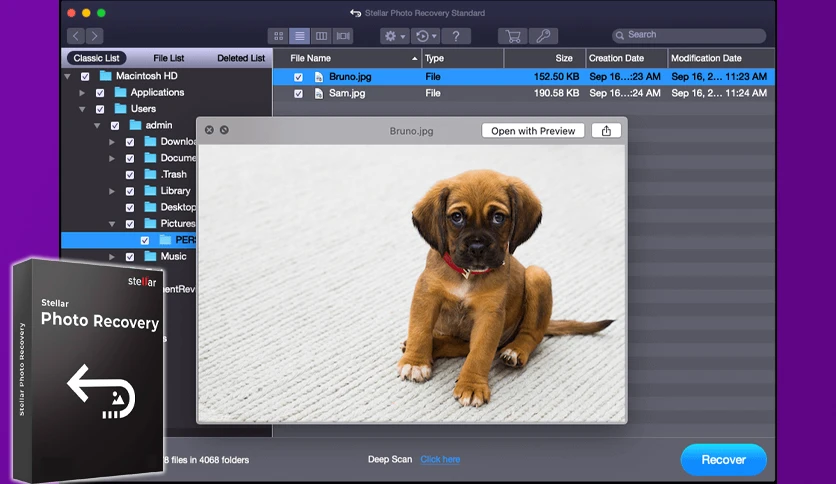 Stellar Photo Recovery Standard
Search
Classic List File List Deleted List
File Name Type Size Creation Date Modification Date
Bruno.jpg File 152.50 KB Sep 16...:23 AM Sep 16, 2... 11:23 AM
Sam.jpg File 190.58 KB Sep 16...:24 AM Sep 16, 2... 11:24 AM
Macintosh HD
Applications
Users
admin
Downloa
Docume
.Trash
Library
Desktop
Pictures
PERS
Music
mentRev
s
Bruno.jpg
Open with Preview
stellar
Stellar
Photo Recovery
Stellar Photo Recovery
8 files in 4068 folders
Deep Scan Click here
Recover